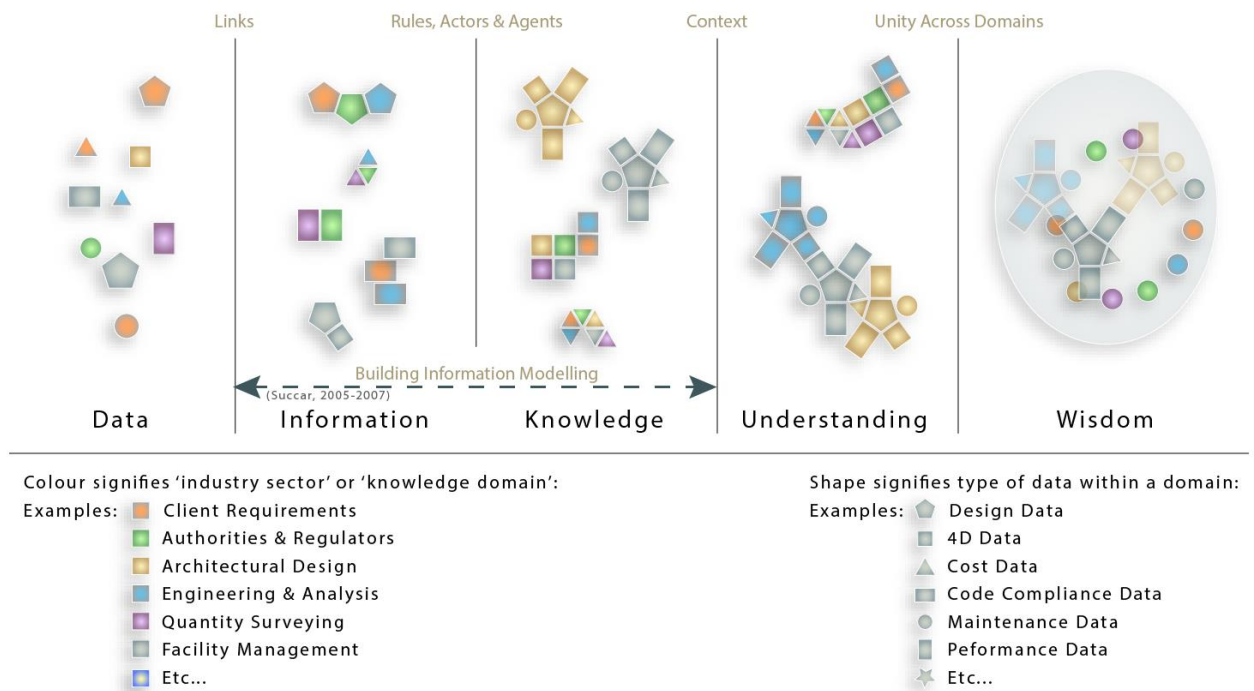 Links
Rules, Actors & Agents
Context
Unity Across Domains
Building Information Modelling
(Succar, 2005-2007)
Data
Information
Knowledge
Understanding
Wisdom
Colour signifies ‘industry sector’ or ‘knowledge domain’:
Examples:
Client Requirements
Authorities & Regulators
Architectural Design
Engineering & Analysis
Quantity Surveying
Facility Management
Etc...
Shape signifies type of data within a domain:
Examples:
Design Data
4D Data
Cost Data
Code Compliance Data
Maintenance Data
Peformance Data
Etc...